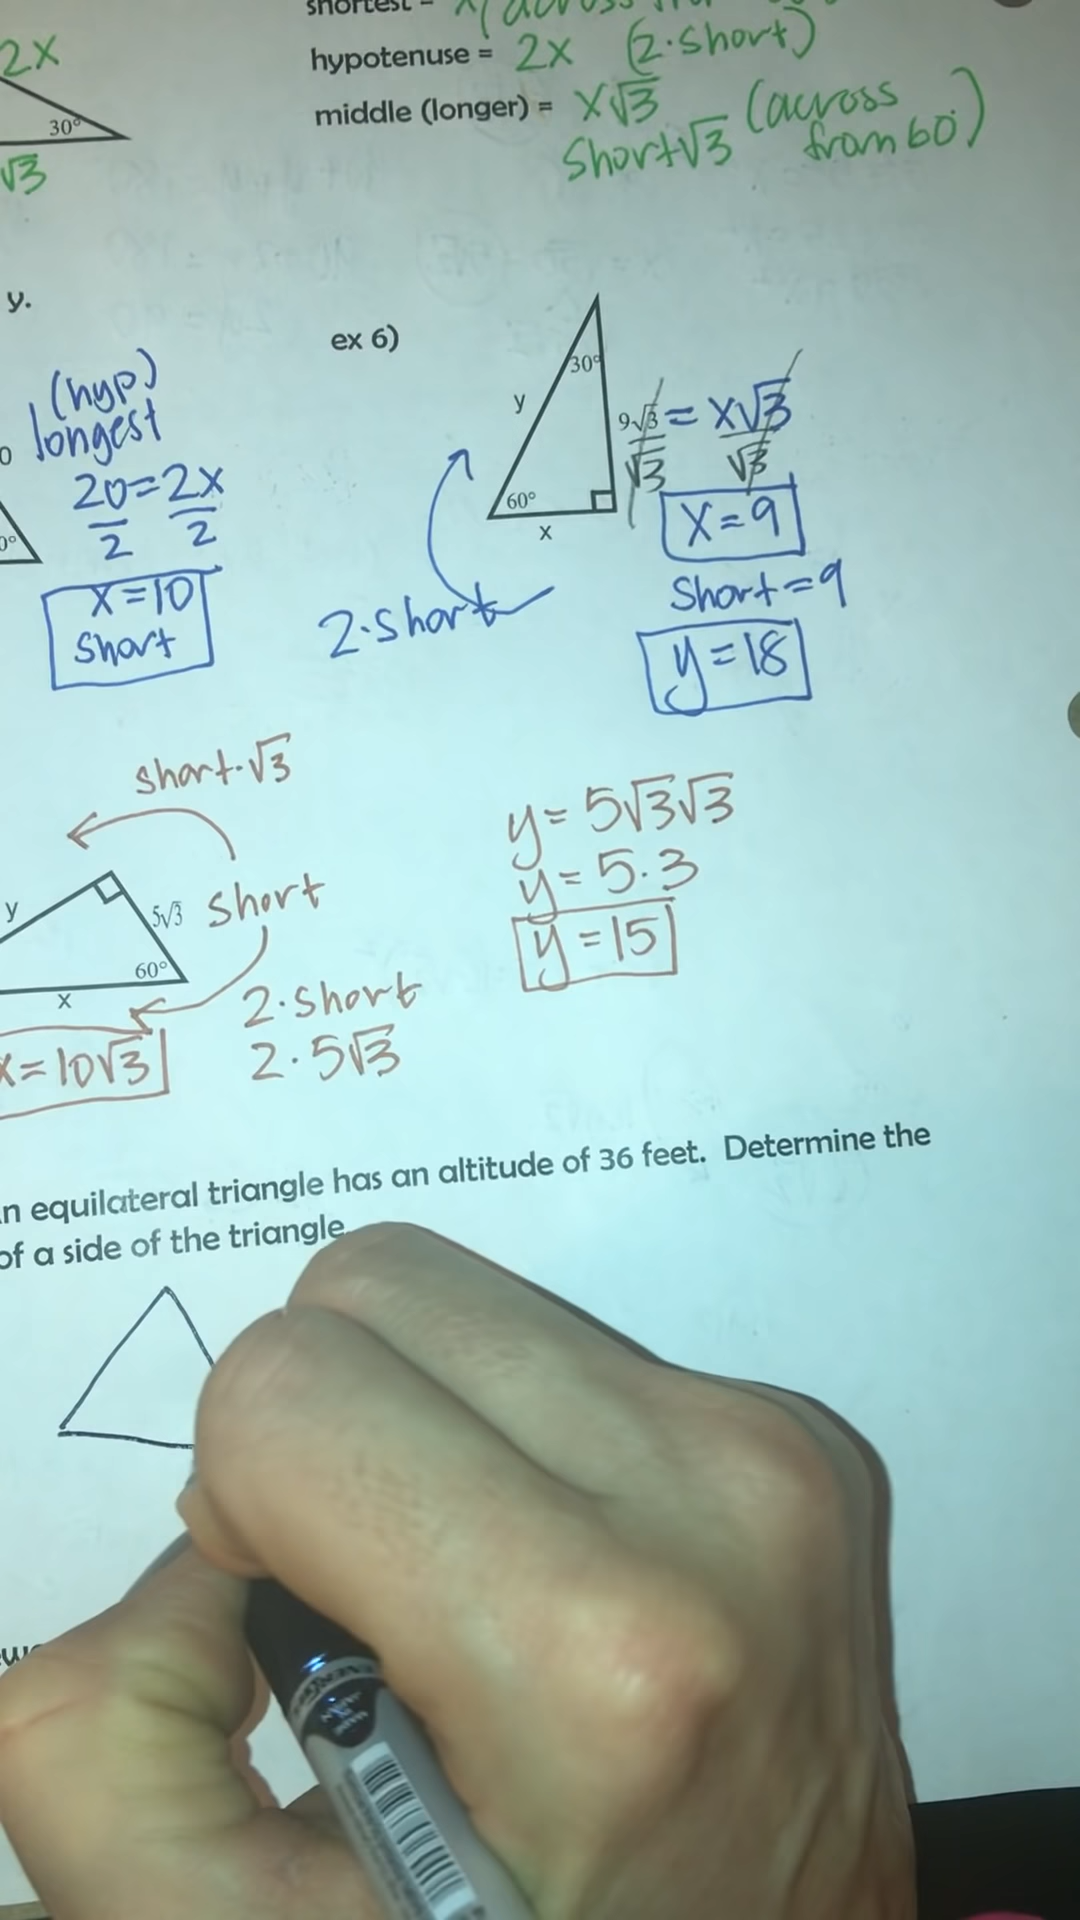 shortest =
hypotenuse = 2x (2·short)
middle (longer) = x√3 (across from 60°)
short√3
2x
30°
√3
y.
(hyp)
longest
20=2x
2 2
x=10
short
ex 6)
30°
y
9√3 = x√3
√3 √3
60°
x
x=9
short=9
y=18
2·short
short·√3
y
5√3
short
60°
x
2·short
x=10√3
2·5√3
y=5√3√3
y=5·3
y=15
n equilateral triangle has an altitude of 36 feet. Determine the
of a side of the triangle
MADE
JAPAN